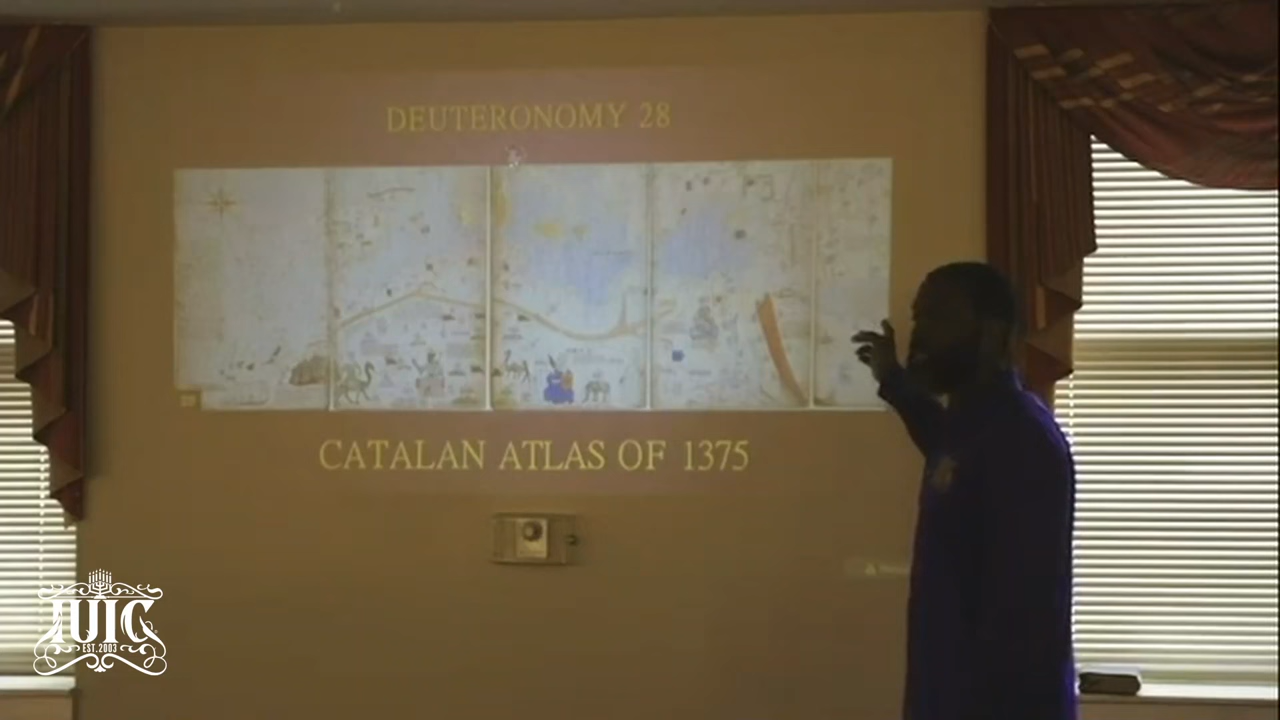 DEUTERONOMY 28
CATALAN ATLAS OF 1375
IUIC
EST. 2003